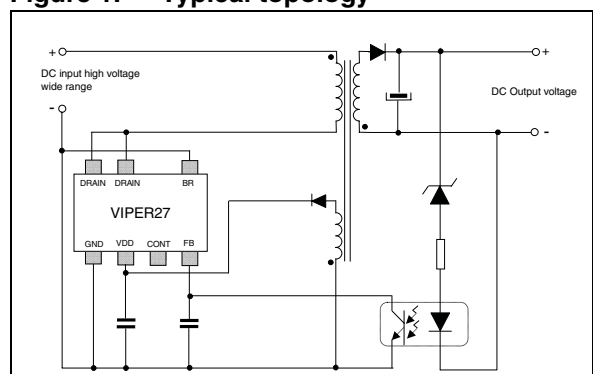 Figure 1. Typical topology
+
+
DC input high voltage
wide range
DC Output voltage
-
-
DRAIN DRAIN BR
VIPER27
GND VDD CONT FB